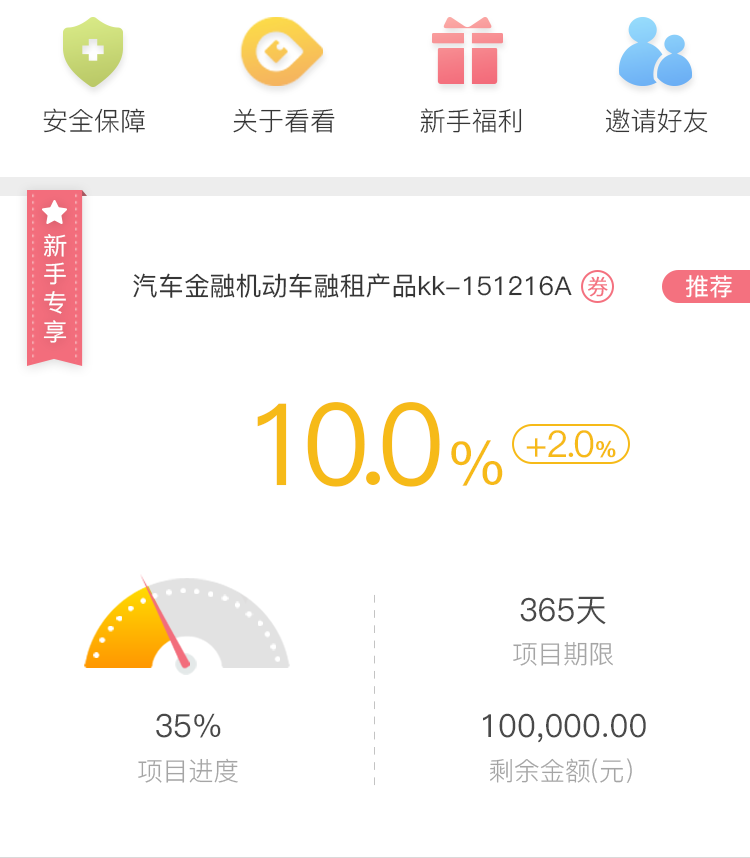 安全保障
关于看看
新手福利
邀请好友
新手专享
汽车金融机动车融租产品kk-151216A 券
推荐
10.0% +2.0%
35%
项目进度
365天
项目期限
100,000.00
剩余金额(元)